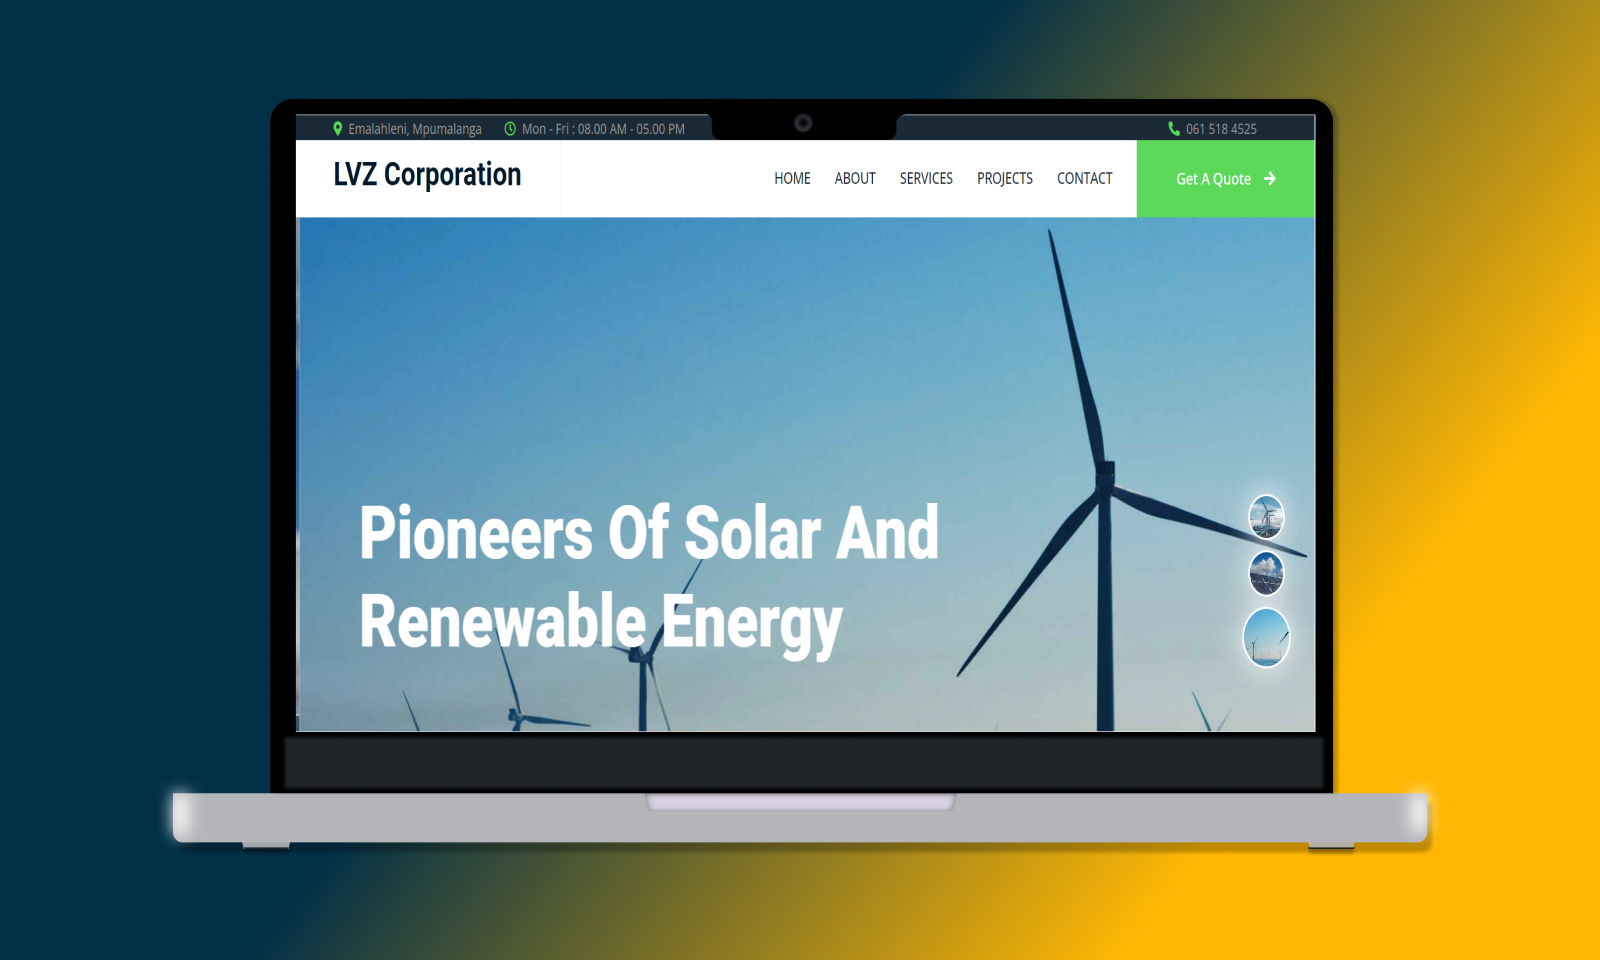 Emalahleni, Mpumalanga
Mon - Fri : 08.00 AM - 05.00 PM
061 518 4525
LVZ Corporation
HOME
ABOUT
SERVICES
PROJECTS
CONTACT
Get A Quote
Pioneers Of Solar And
Renewable Energy